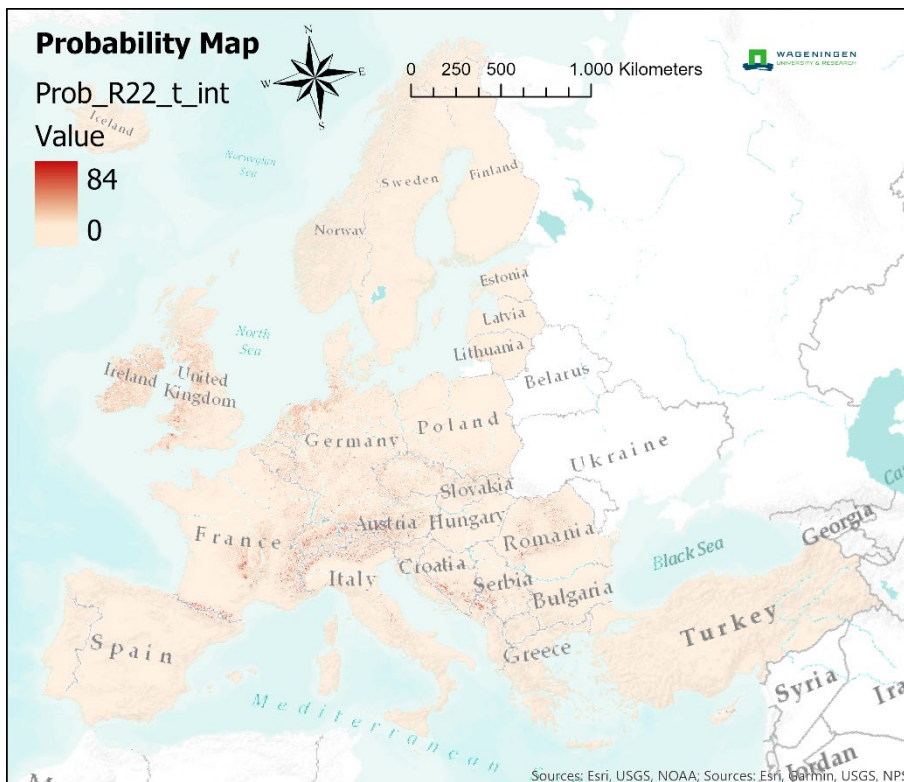 Probability Map
Prob_R22_t_int
Value
84
0
N
W
E
S
0 250 500 1.000 Kilometers
WAGENINGEN
UNIVERSITY & RESEARCH
Iceland
Norwegian
Sea
Sweden
Finland
Norway
Estonia
Latvia
Lithuania
North
Sea
Ireland
United
Kingdom
Belarus
Germany
Poland
Ukraine
Slovakia
Austria
Hungary
France
Romania
Croatia
Italy
Serbia
Bulgaria
Black Sea
Georgia
Spain
Greece
Turkey
Syria
Ira
Mediterranean
Jordan
Sources: Esri, USGS, NOAA; Sources: Esri, Garmin, USGS, NPS